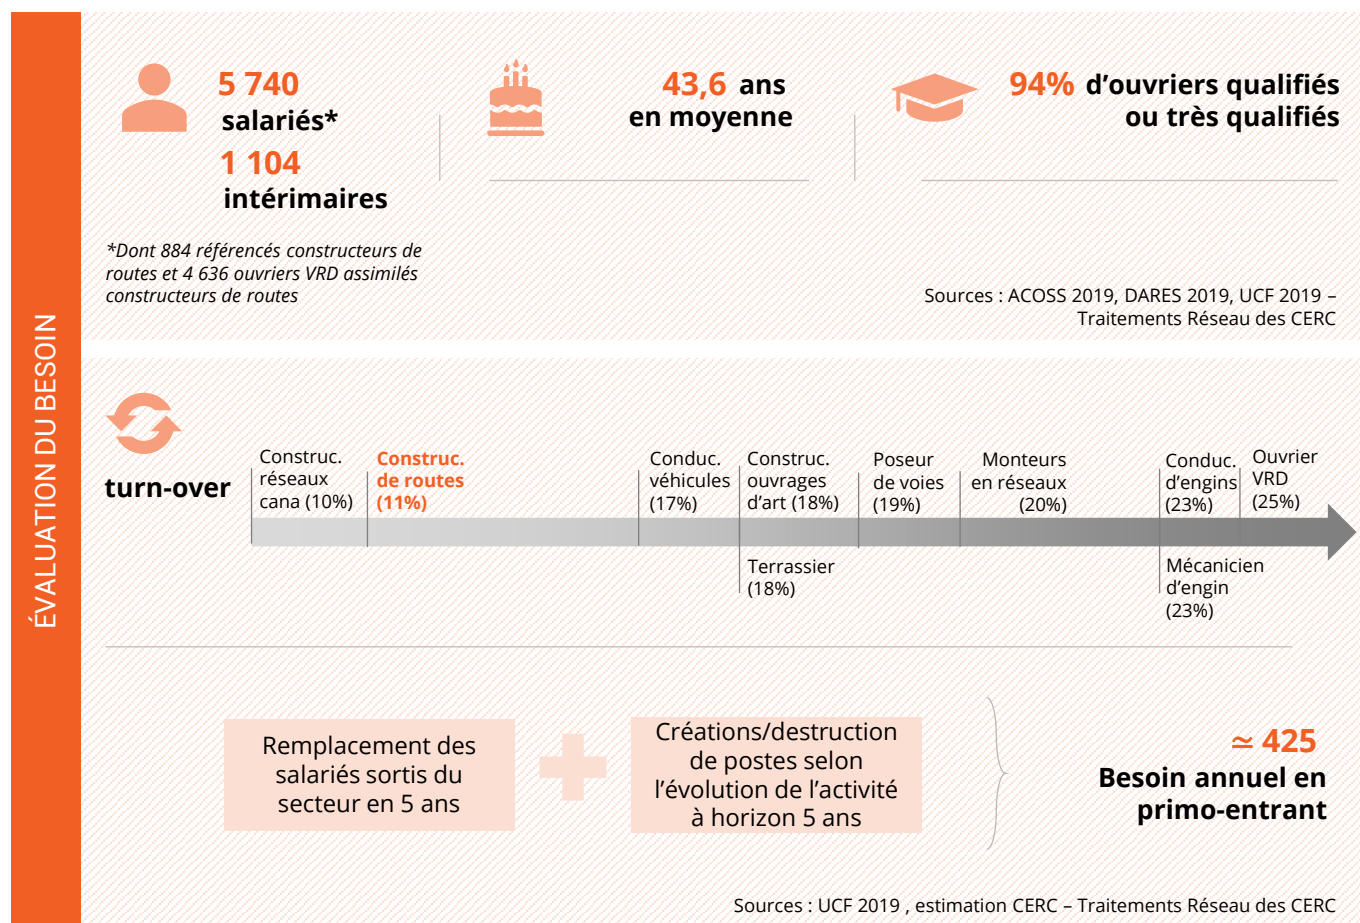 ÉVALUATION DU BESOIN
5 740
salariés*
1 104
intérimaires
43,6 ans
en moyenne
94% d’ouvriers qualifiés
ou très qualifiés
*Dont 884 référencés constructeurs de
routes et 4 636 ouvriers VRD assimilés
constructeurs de routes
Sources : ACOSS 2019, DARES 2019, UCF 2019 –
Traitements Réseau des CERC
turn-over
Construc.
réseaux
cana (10%)
Construc.
de routes
(11%)
Conduc.
véhicules
(17%)
Construc.
ouvrages
d’art (18%)
Terrassier
(18%)
Poseur
de voies
(19%)
Monteurs
en réseaux
(20%)
Conduc.
d’engins
(23%)
Mécanicien
d’engin
(23%)
Ouvrier
VRD
(25%)
Remplacement des
salariés sortis du
secteur en 5 ans
Créations/destruction
de postes selon
l’évolution de l’activité
à horizon 5 ans
≃ 425
Besoin annuel en
primo-entrant
Sources : UCF 2019 , estimation CERC – Traitements Réseau des CERC